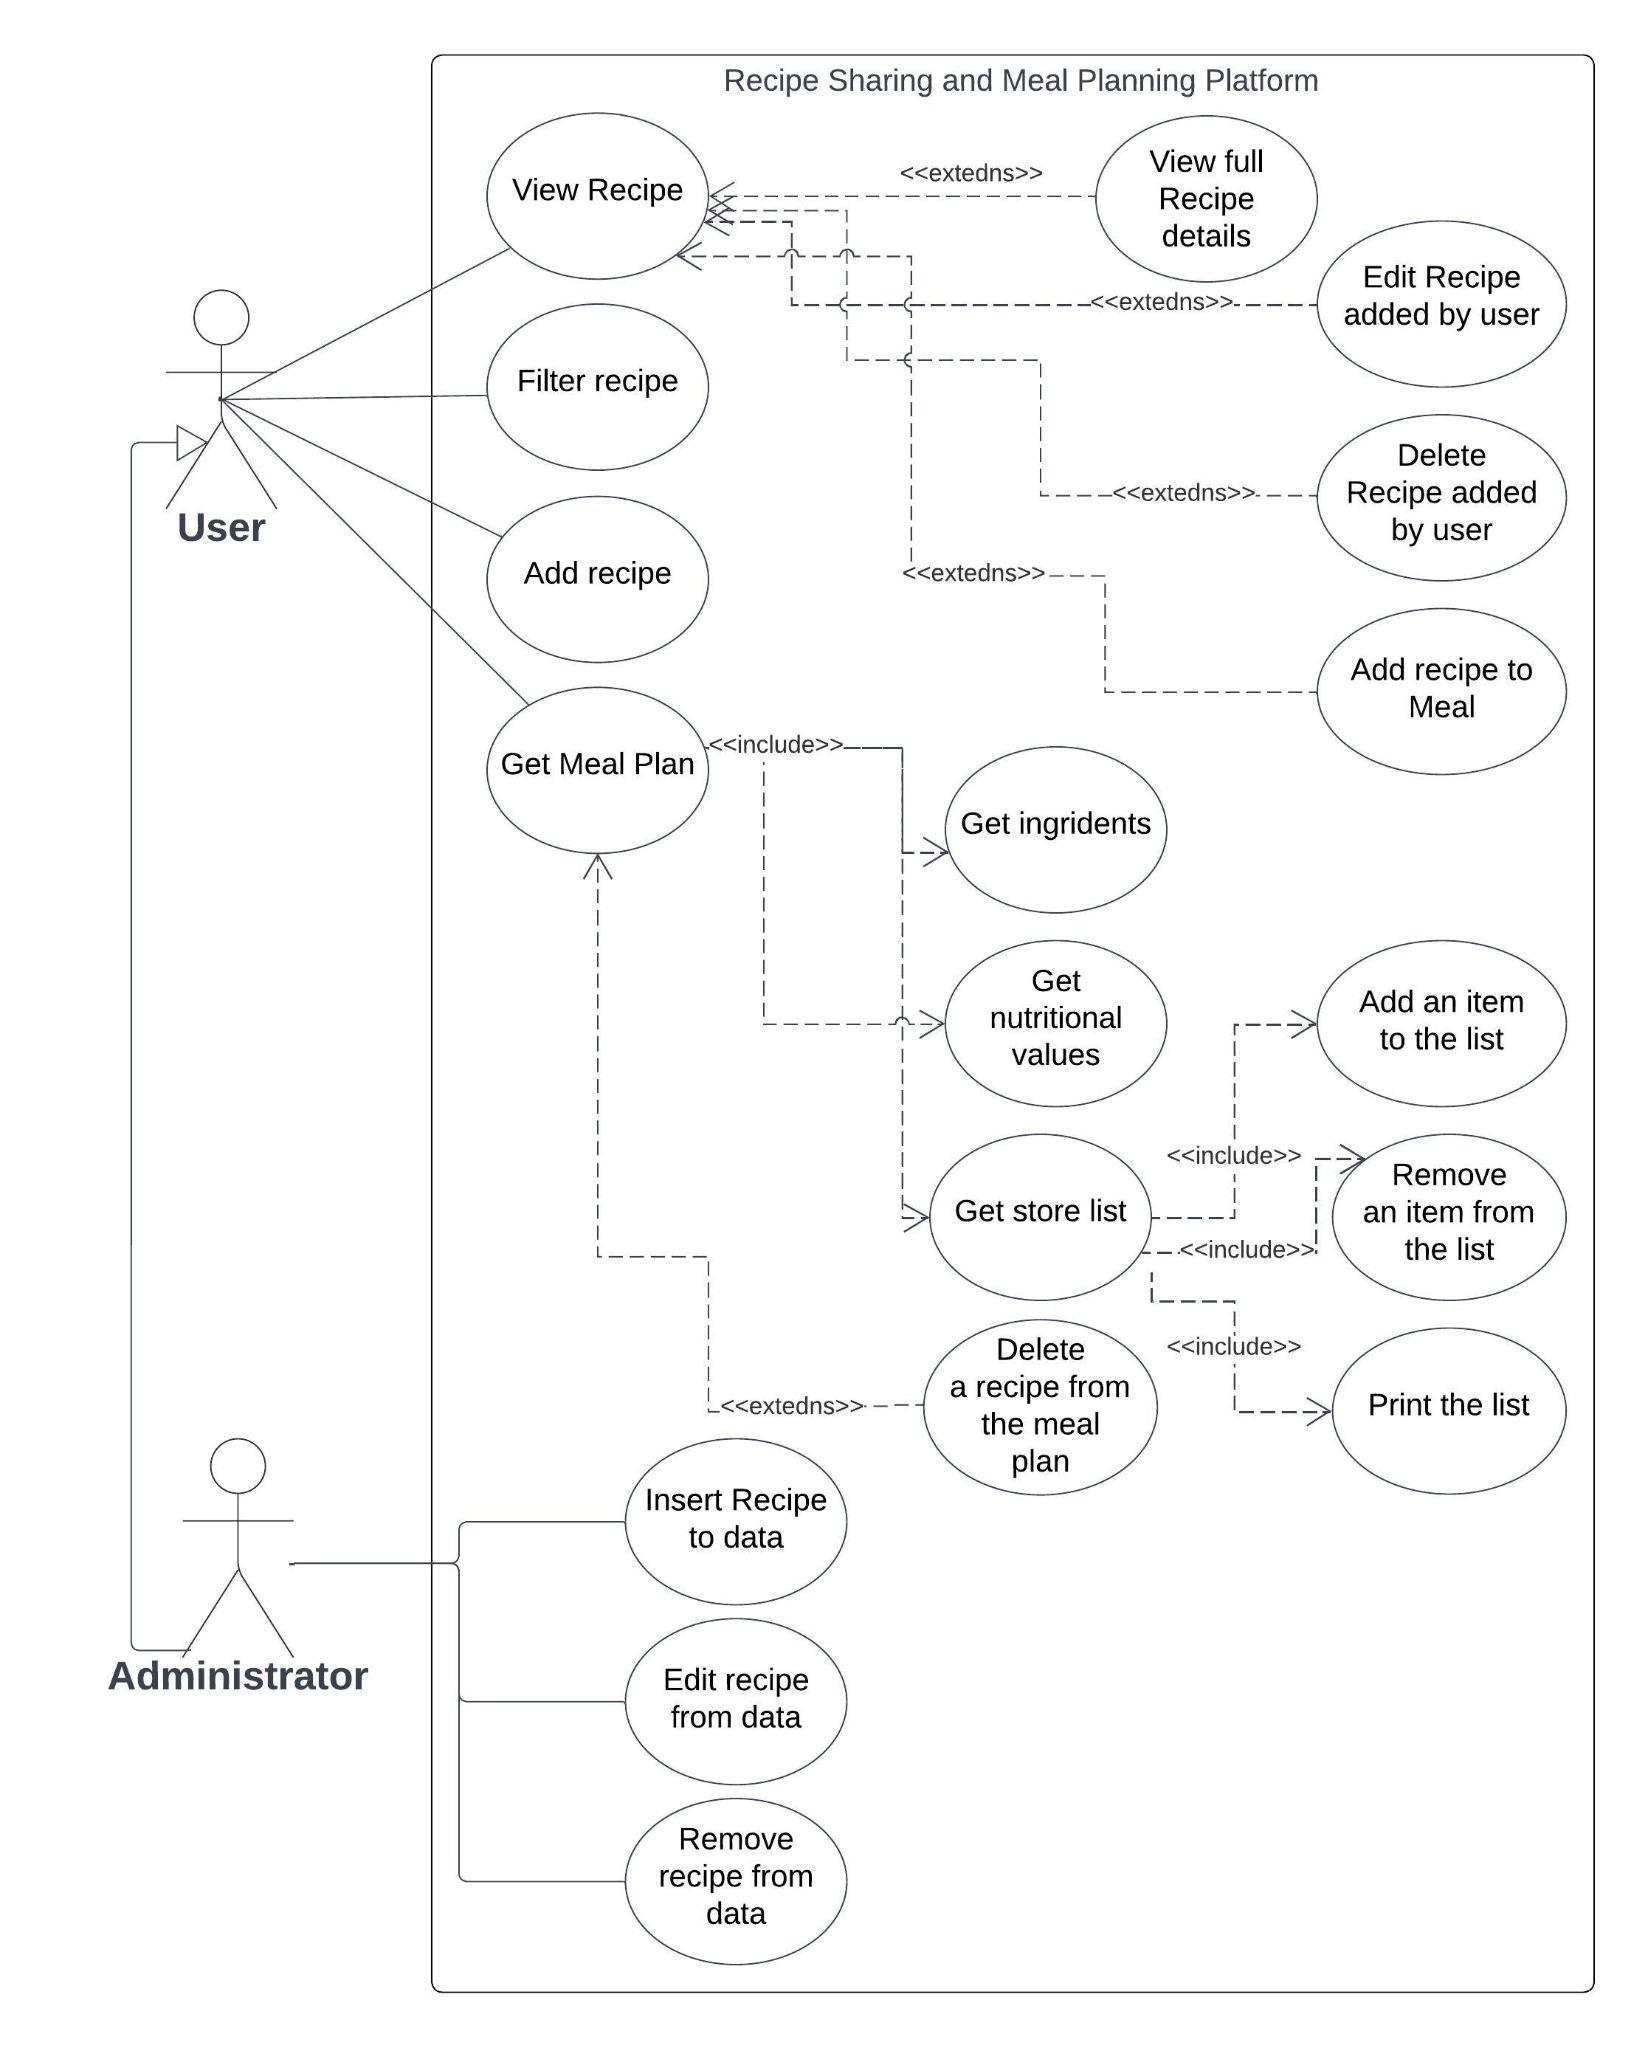 Recipe Sharing and Meal Planning Platform
View Recipe
<<extedns>>
View full
Recipe
details
<<extedns>>
Edit Recipe
added by user
Filter recipe
<<extedns>>
Delete
Recipe added
by user
User
Add recipe
<<extedns>>
Add recipe to
Meal
Get Meal Plan
<<include>>
Get ingridents
Get
nutritional
values
Add an item
to the list
<<include>>
Get store list
<<include>>
Remove
an item from
the list
<<include>>
Print the list
<<extedns>>
Delete
a recipe from
the meal
plan
Insert Recipe
to data
Administrator
Edit recipe
from data
Remove
recipe from
data